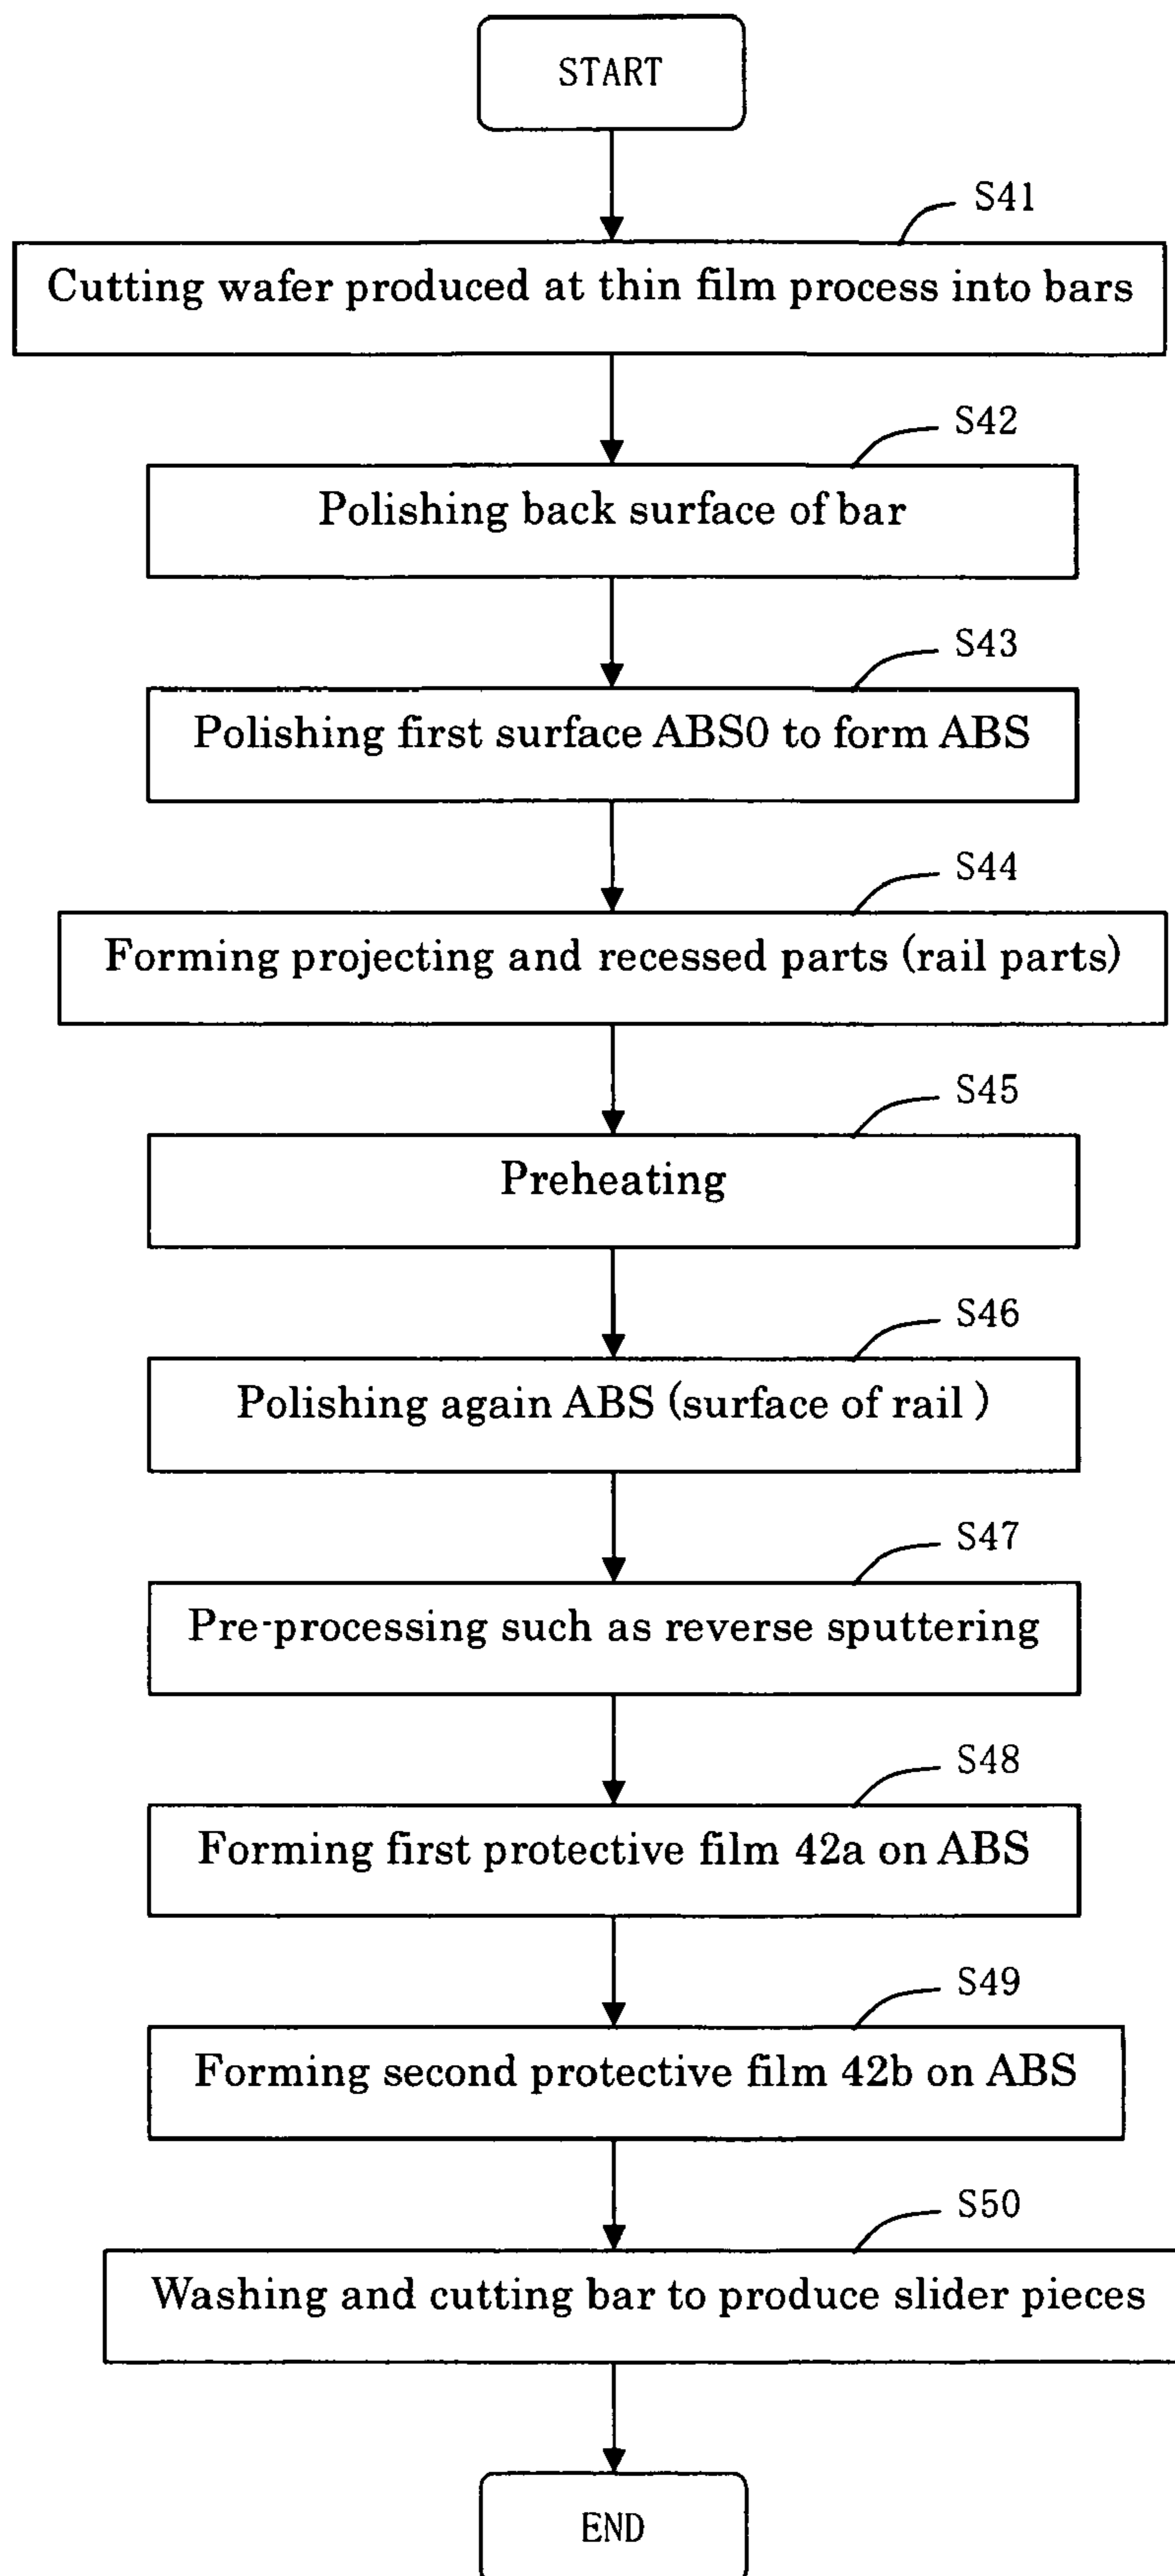 START
S41
Cutting wafer produced at thin film process into bars
S42
Polishing back surface of bar
S43
Polishing first surface ABS0 to form ABS
S44
Forming projecting and recessed parts (rail parts)
S45
Preheating
S46
Polishing again ABS (surface of rail )
S47
Pre-processing such as reverse sputtering
S48
Forming first protective film 42a on ABS
S49
Forming second protective film 42b on ABS
S50
Washing and cutting bar to produce slider pieces
END